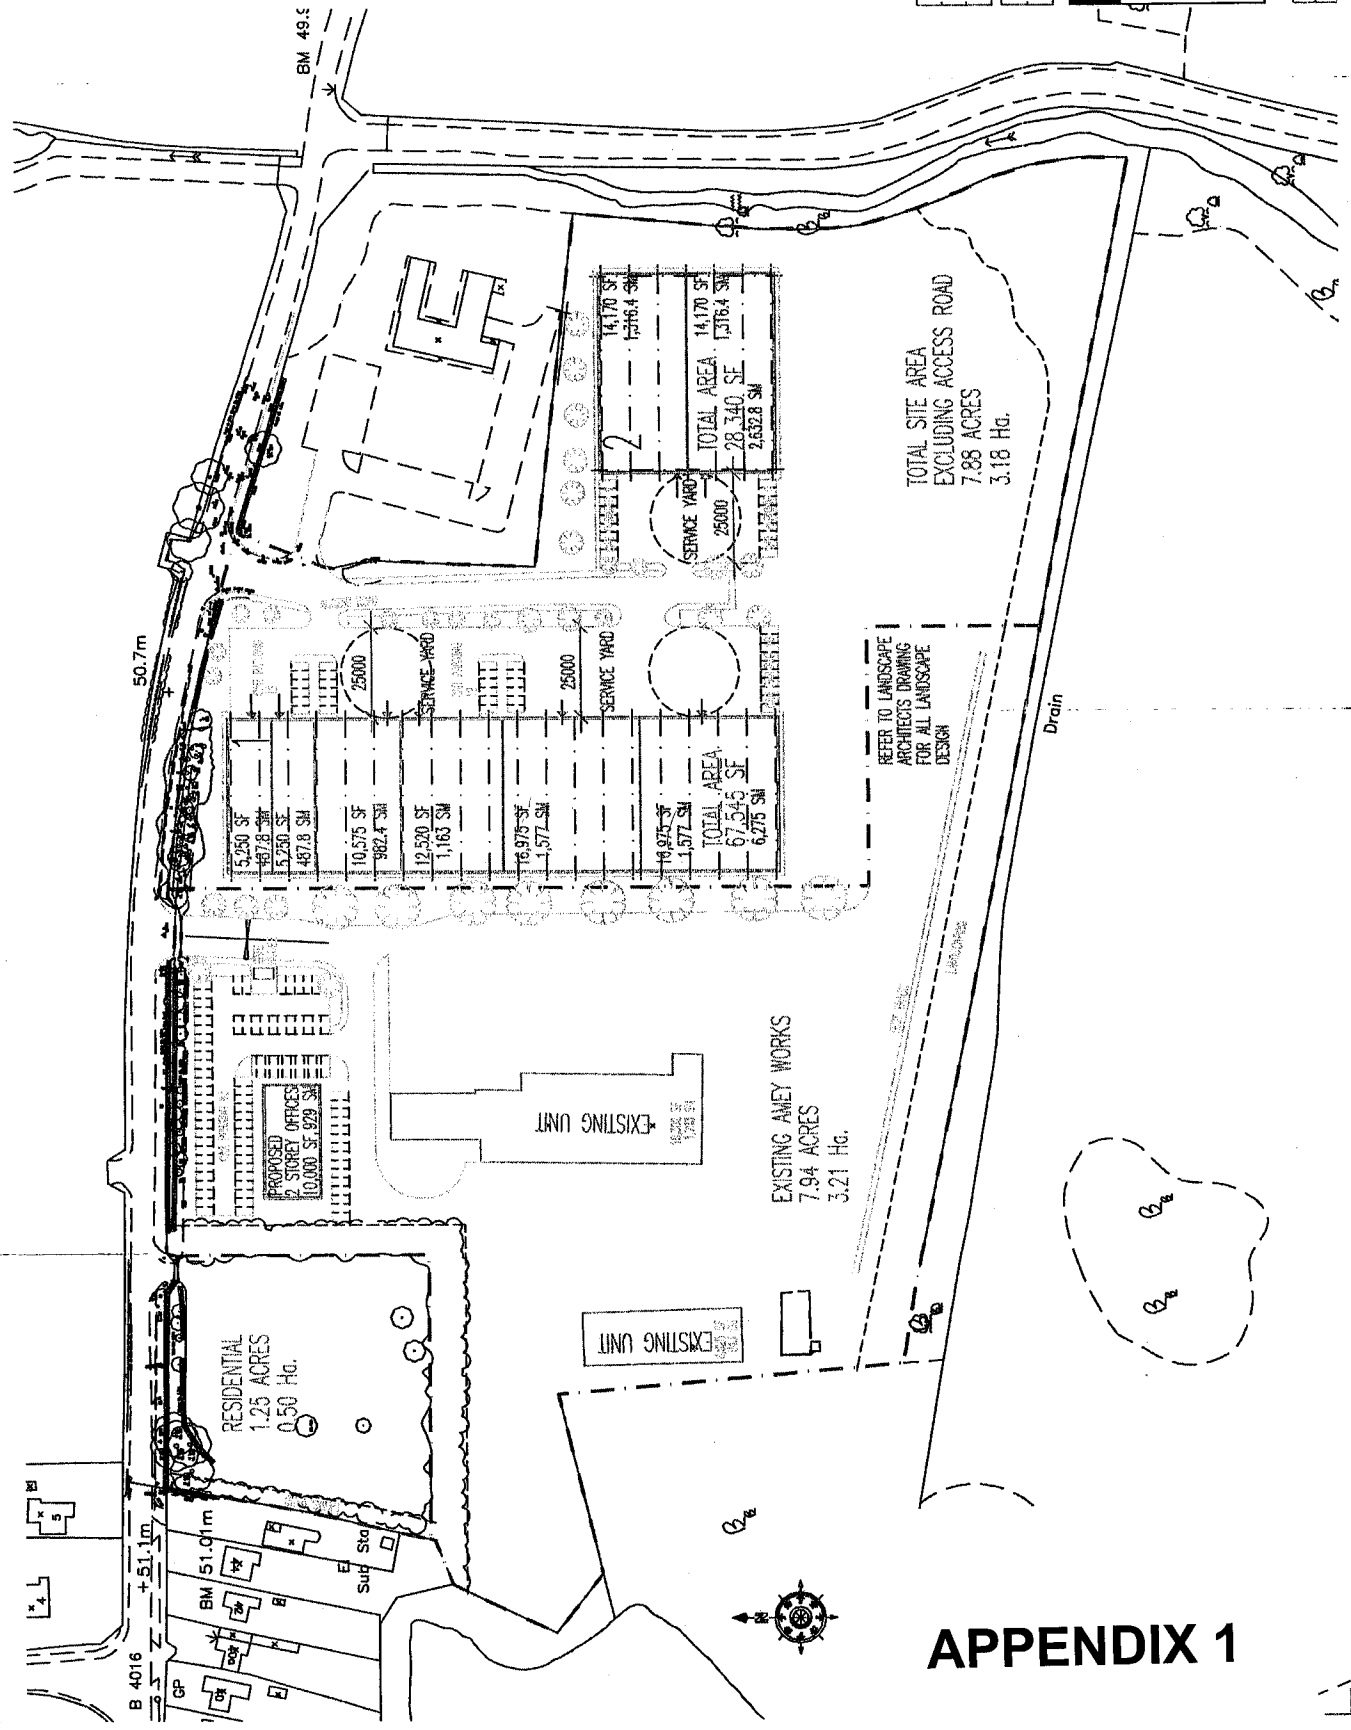 BM 49.9
50.7m
14,170 SF
1,316.4 SM
14,170 SF
1,316.4 SM
2
TOTAL AREA
28,340 SF
2,632.8 SM
SERVICE YARD
25000
TOTAL SITE AREA
EXCLUDING ACCESS ROAD
7.88 ACRES
3.18 Ha.
25000
SERVICE YARD
25000
SERVICE YARD
1
5,250 SF
487.8 SM
5,250 SF
487.8 SM
10,575 SF
982.4 SM
12,520 SF
1,163 SM
16,975 SF
1,577 SM
16,975 SF
1,577 SM
TOTAL AREA
67,545 SF
6,275 SM
REFER TO LANDSCAPE
ARCHITECTS DRAWING
FOR ALL LANDSCAPE
DESIGN
Drain
PROPOSED
2 STOREY OFFICES
10,000 SF,929 SM
EXISTING UNIT
EXISTING AMEY WORKS
7.94 ACRES
3.21 Ha.
EXISTING UNIT
RESIDENTIAL
1.25 ACRES
0.50 Ha.
5
4
+51.1m
BM 51.01m
El
Sub Sta
B 4016
GP
N
APPENDIX 1